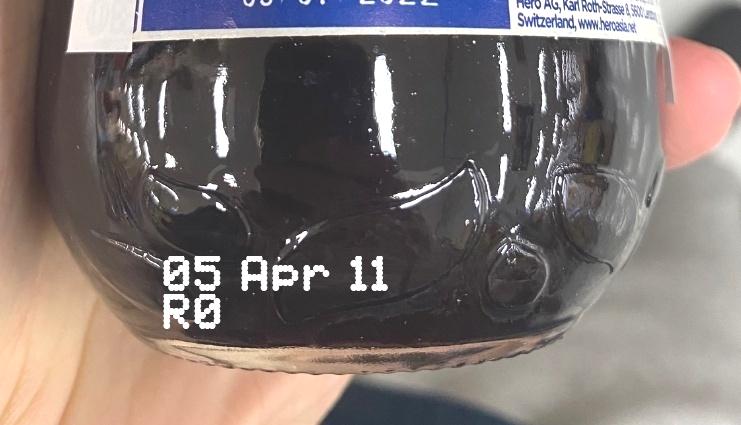 Hero AG, Karl Roth-Strasse 8, 5600
Switzerland, www.heroasia.net
05 Apr 11
R0